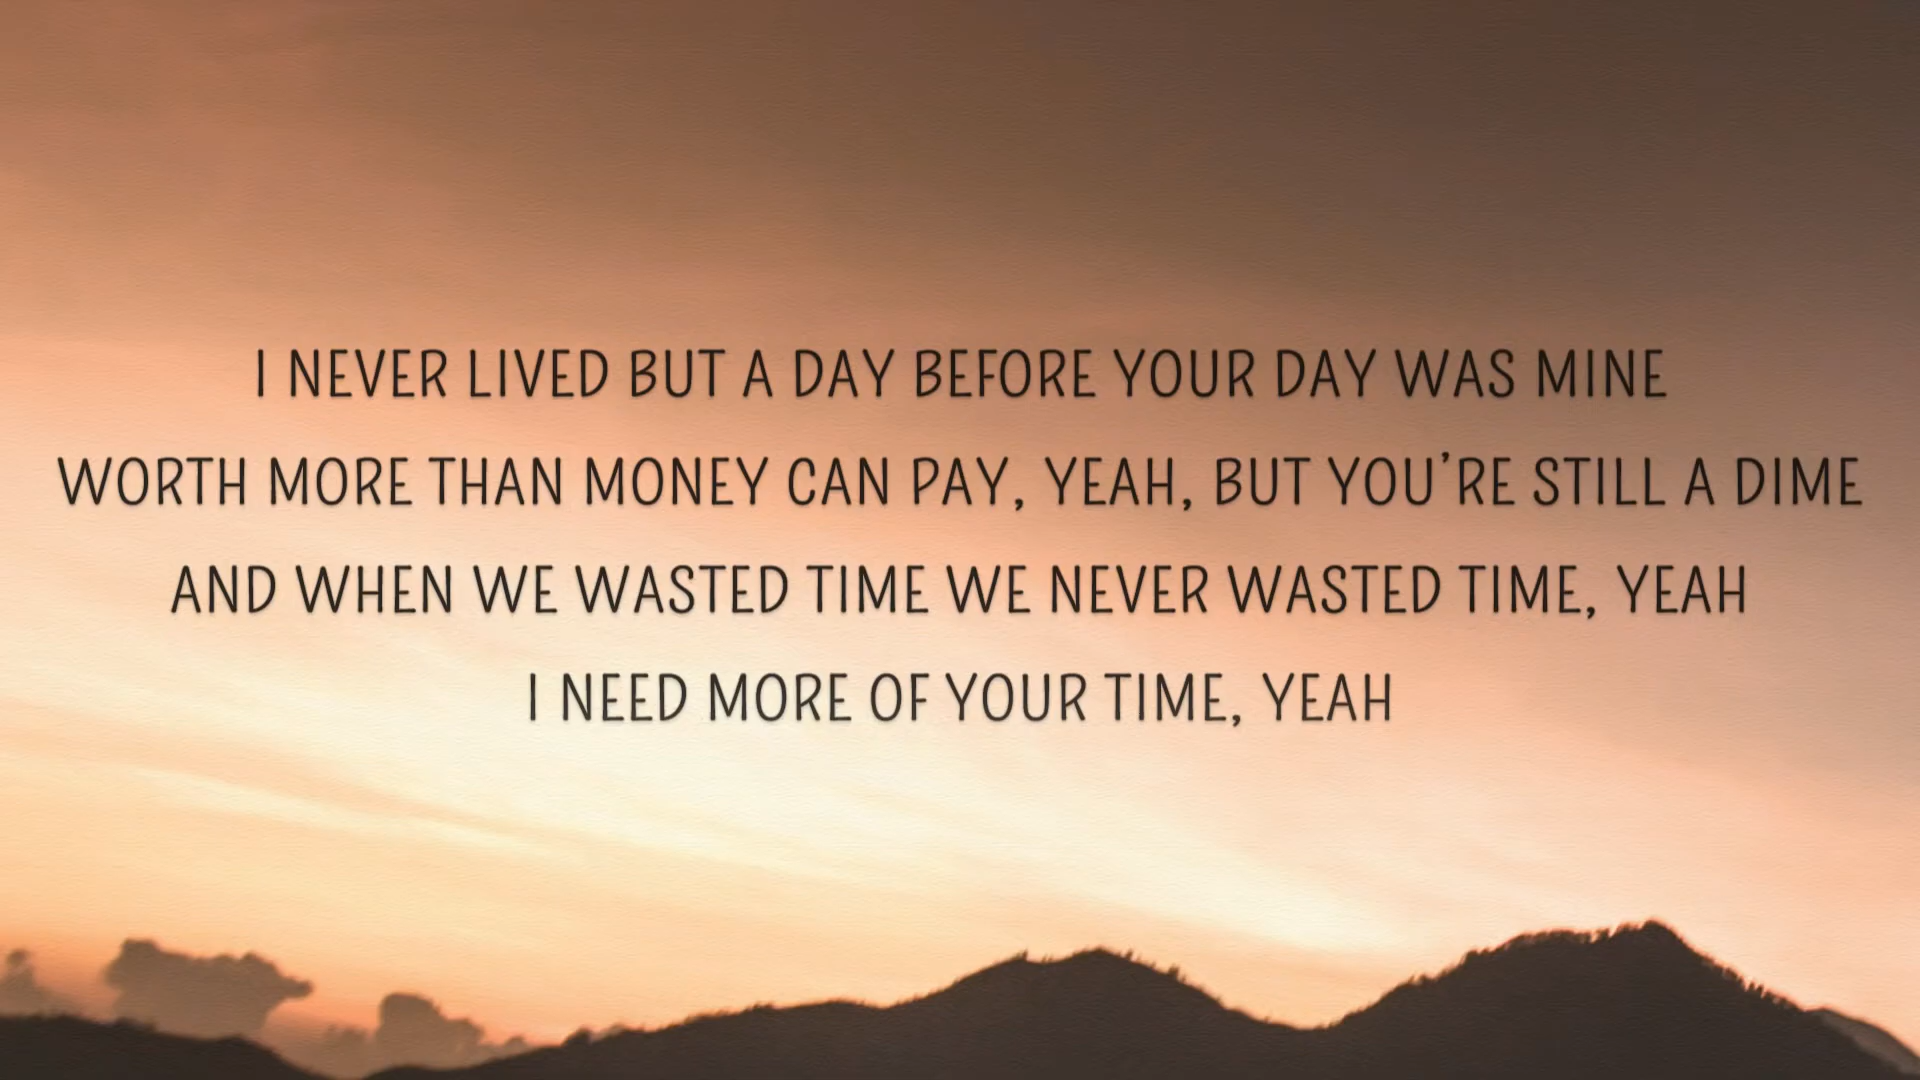 I NEVER LIVED BUT A DAY BEFORE YOUR DAY WAS MINE
WORTH MORE THAN MONEY CAN PAY, YEAH, BUT YOU'RE STILL A DIME
AND WHEN WE WASTED TIME WE NEVER WASTED TIME, YEAH
I NEED MORE OF YOUR TIME, YEAH